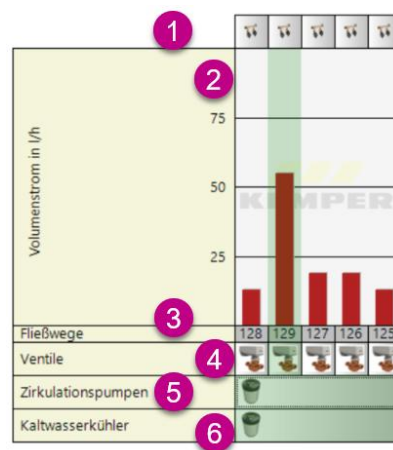 1
2
75
Volumenstrom in l/h
50
KEMPER
25
3
Fließwege 128 129 127 126 125
Ventile 4
Zirkulationspumpen 5
Kaltwasserkühler 6